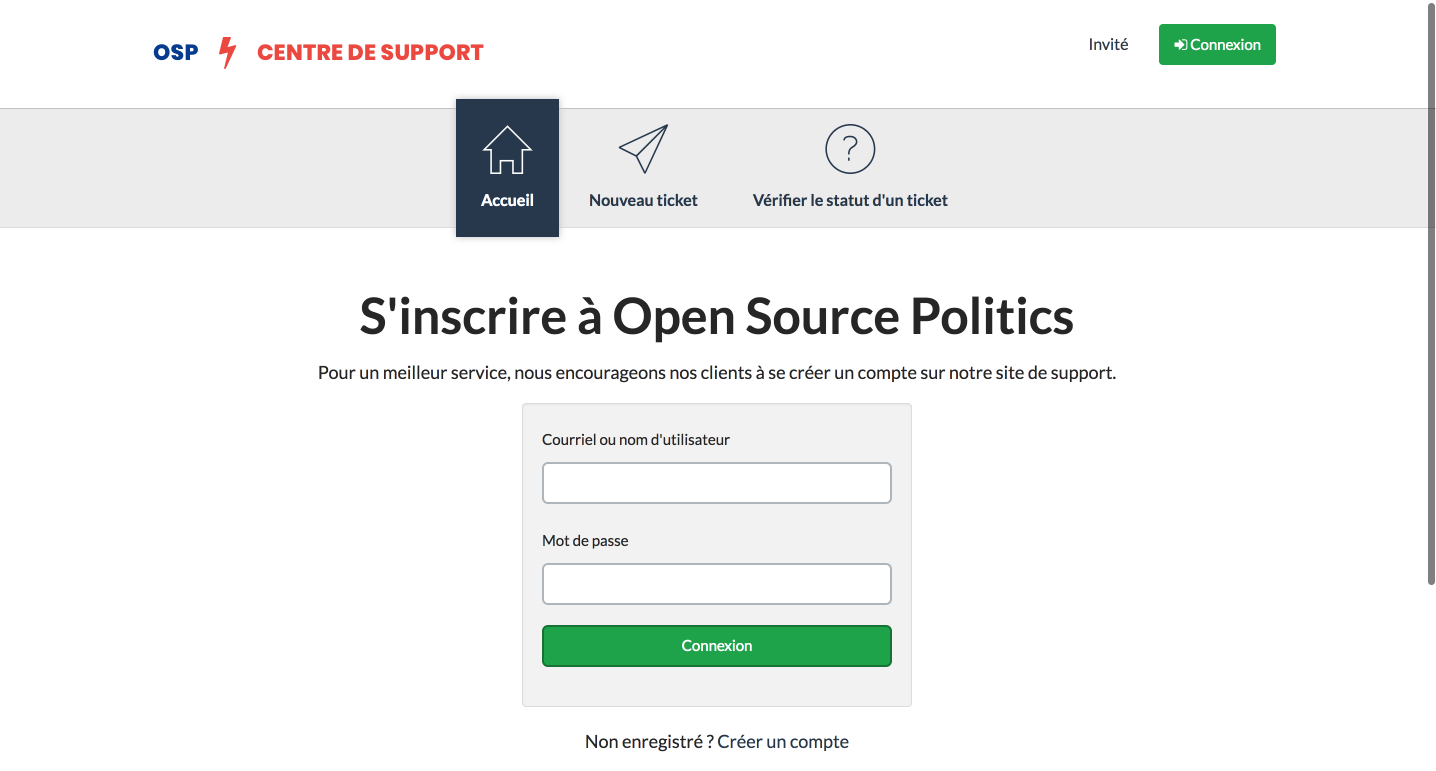 OSP CENTRE DE SUPPORT
Invité
Connexion
Accueil
Nouveau ticket
Vérifier le statut d'un ticket
S'inscrire à Open Source Politics
Pour un meilleur service, nous encourageons nos clients à se créer un compte sur notre site de support.
Courriel ou nom d'utilisateur
Mot de passe
Connexion
Non enregistré ? Créer un compte